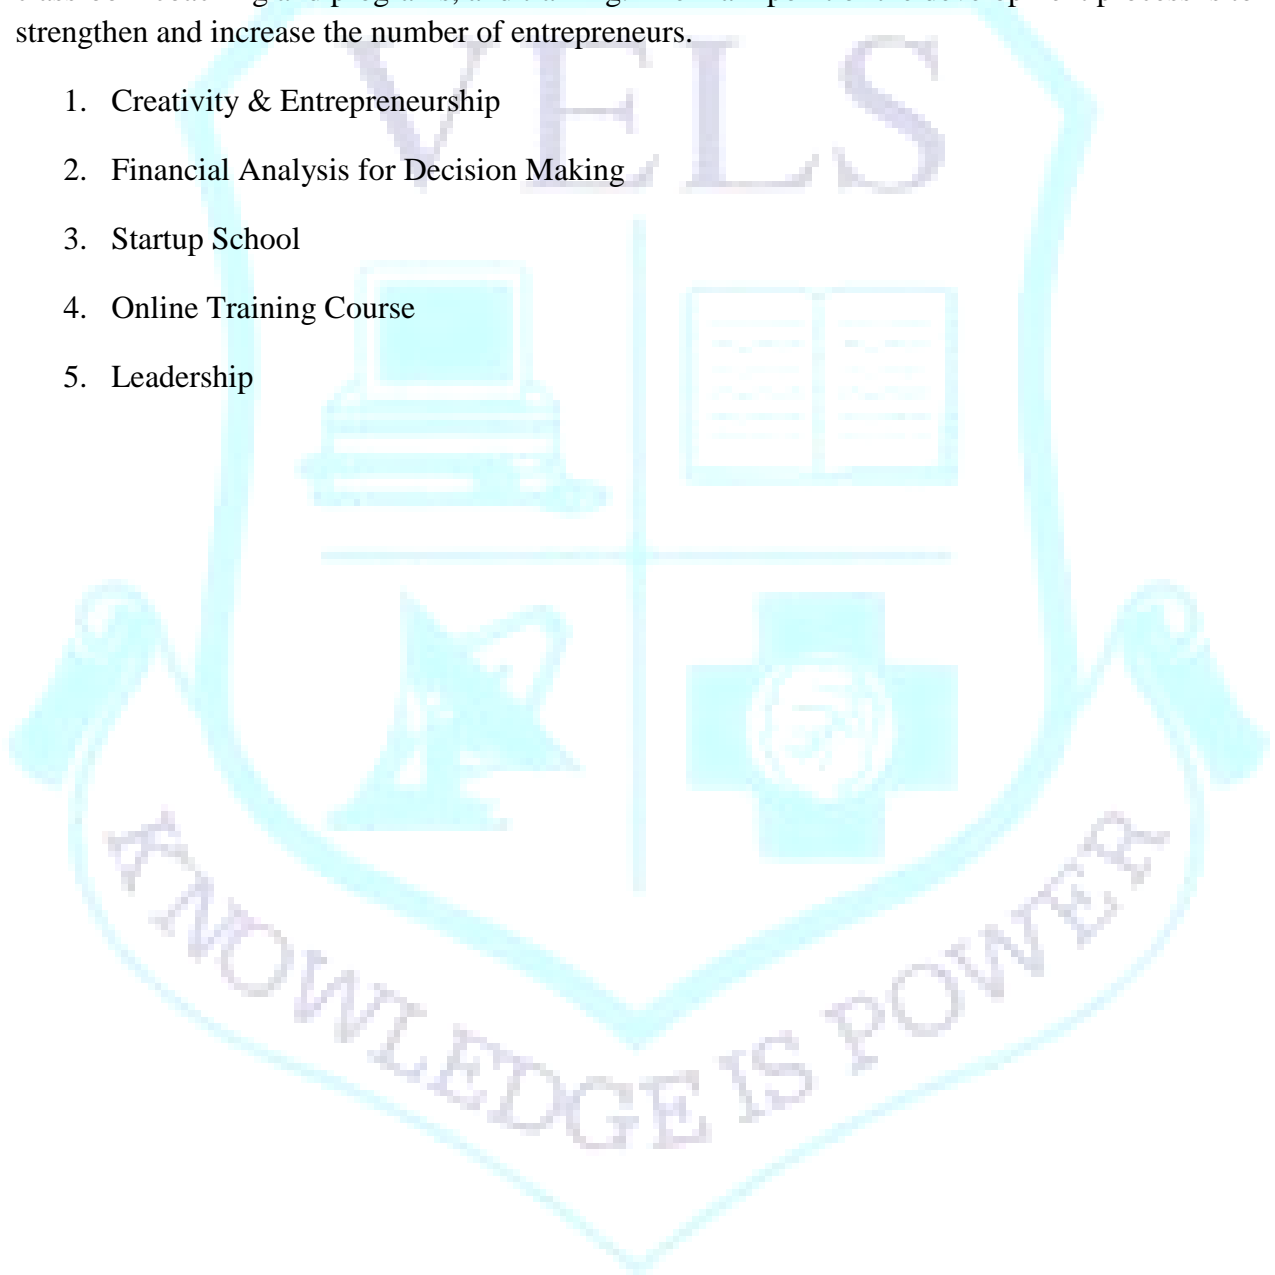 strengthen and increase the number of entrepreneurs.
VELS
1. Creativity & Entrepreneurship
2. Financial Analysis for Decision Making
3. Startup School
4. Online Training Course
5. Leadership
KNOWLEDGE IS POWER